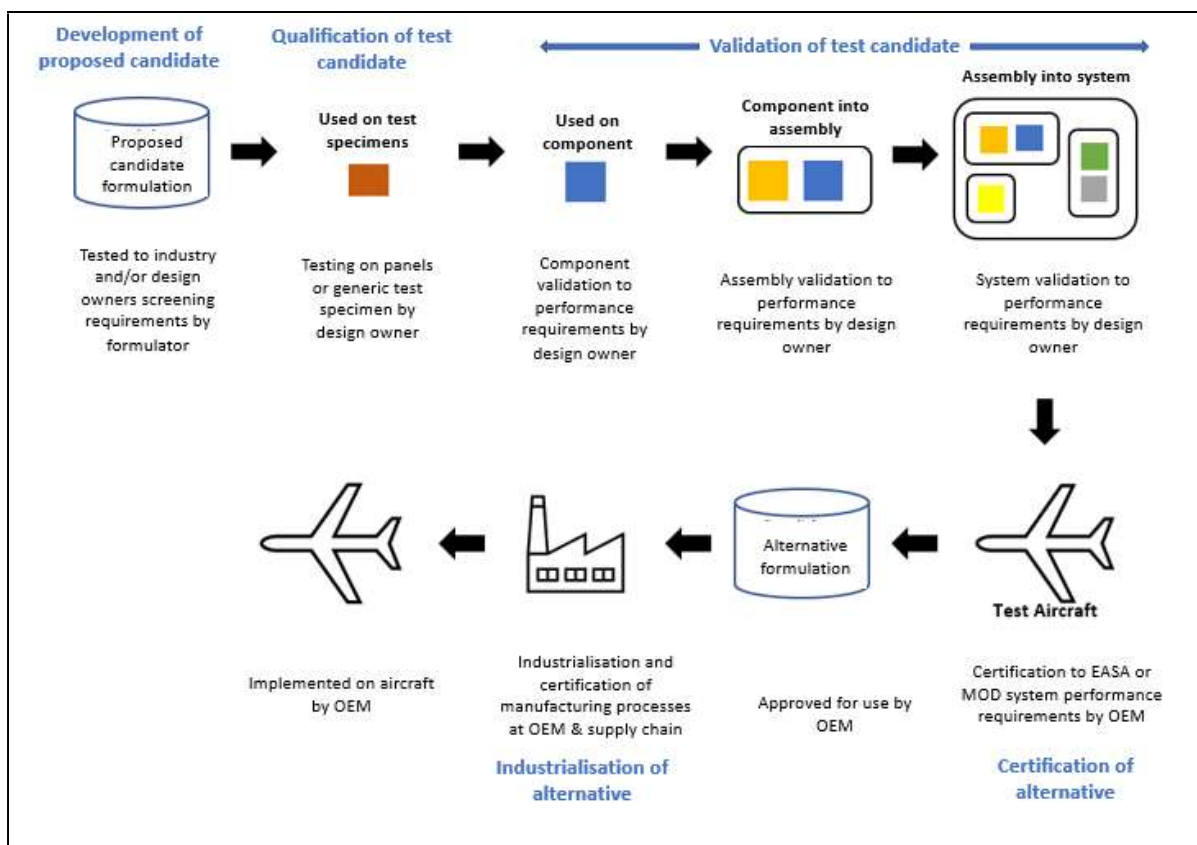 Development of
proposed candidate
Qualification of test
candidate
Validation of test candidate
Proposed
candidate
formulation
Used on test
specimens
Used on
component
Component into
assembly
Assembly into system
Tested to industry
and/or design
owners screening
requirements by
formulator
Testing on panels
or generic test
specimen by
design owner
Component
validation to
performance
requirements by
design owner
Assembly validation to
performance
requirements by design
owner
System validation to
performance
requirements by design
owner
Alternative
formulation
Test Aircraft
Implemented on aircraft
by OEM
Industrialisation and
certification of
manufacturing processes
at OEM & supply chain
Approved for use by
OEM
Certification to EASA or
MOD system performance
requirements by OEM
Industrialisation of
alternative
Certification of
alternative